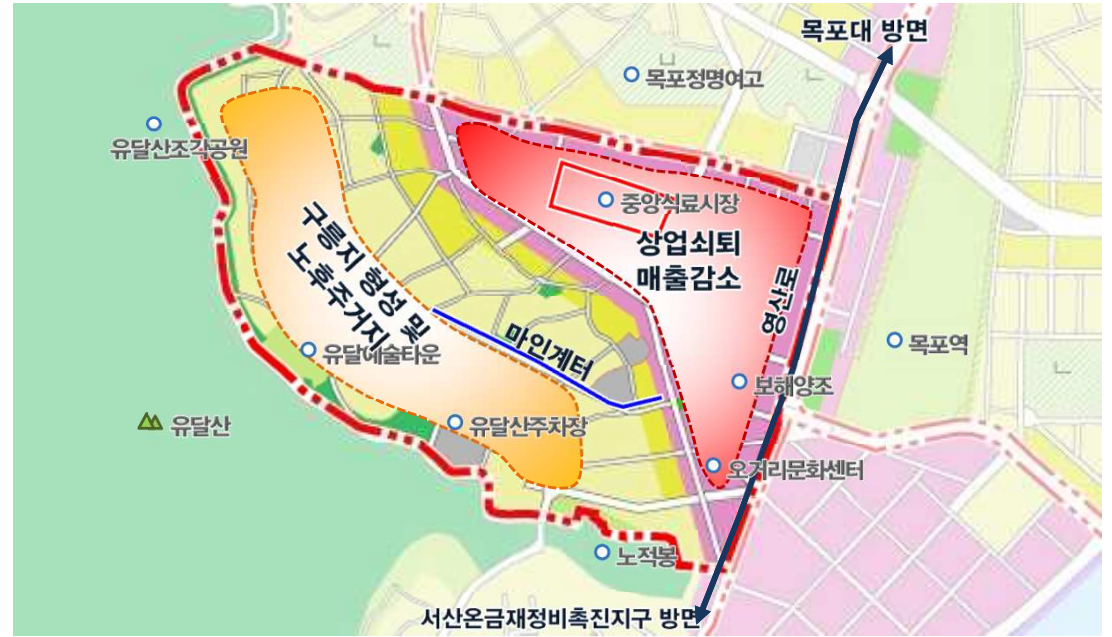 목포대 방면
목포정명여고
유달산조각공원
중앙식료시장
상업쇠퇴
매출감소
구릉지 형성 및
노후주거지
영산로
마인계터
목포역
유달예술타운
보해양조
유달산
유달산주차장
오거리문화센터
노적봉
서산온금재정비촉진지구 방면